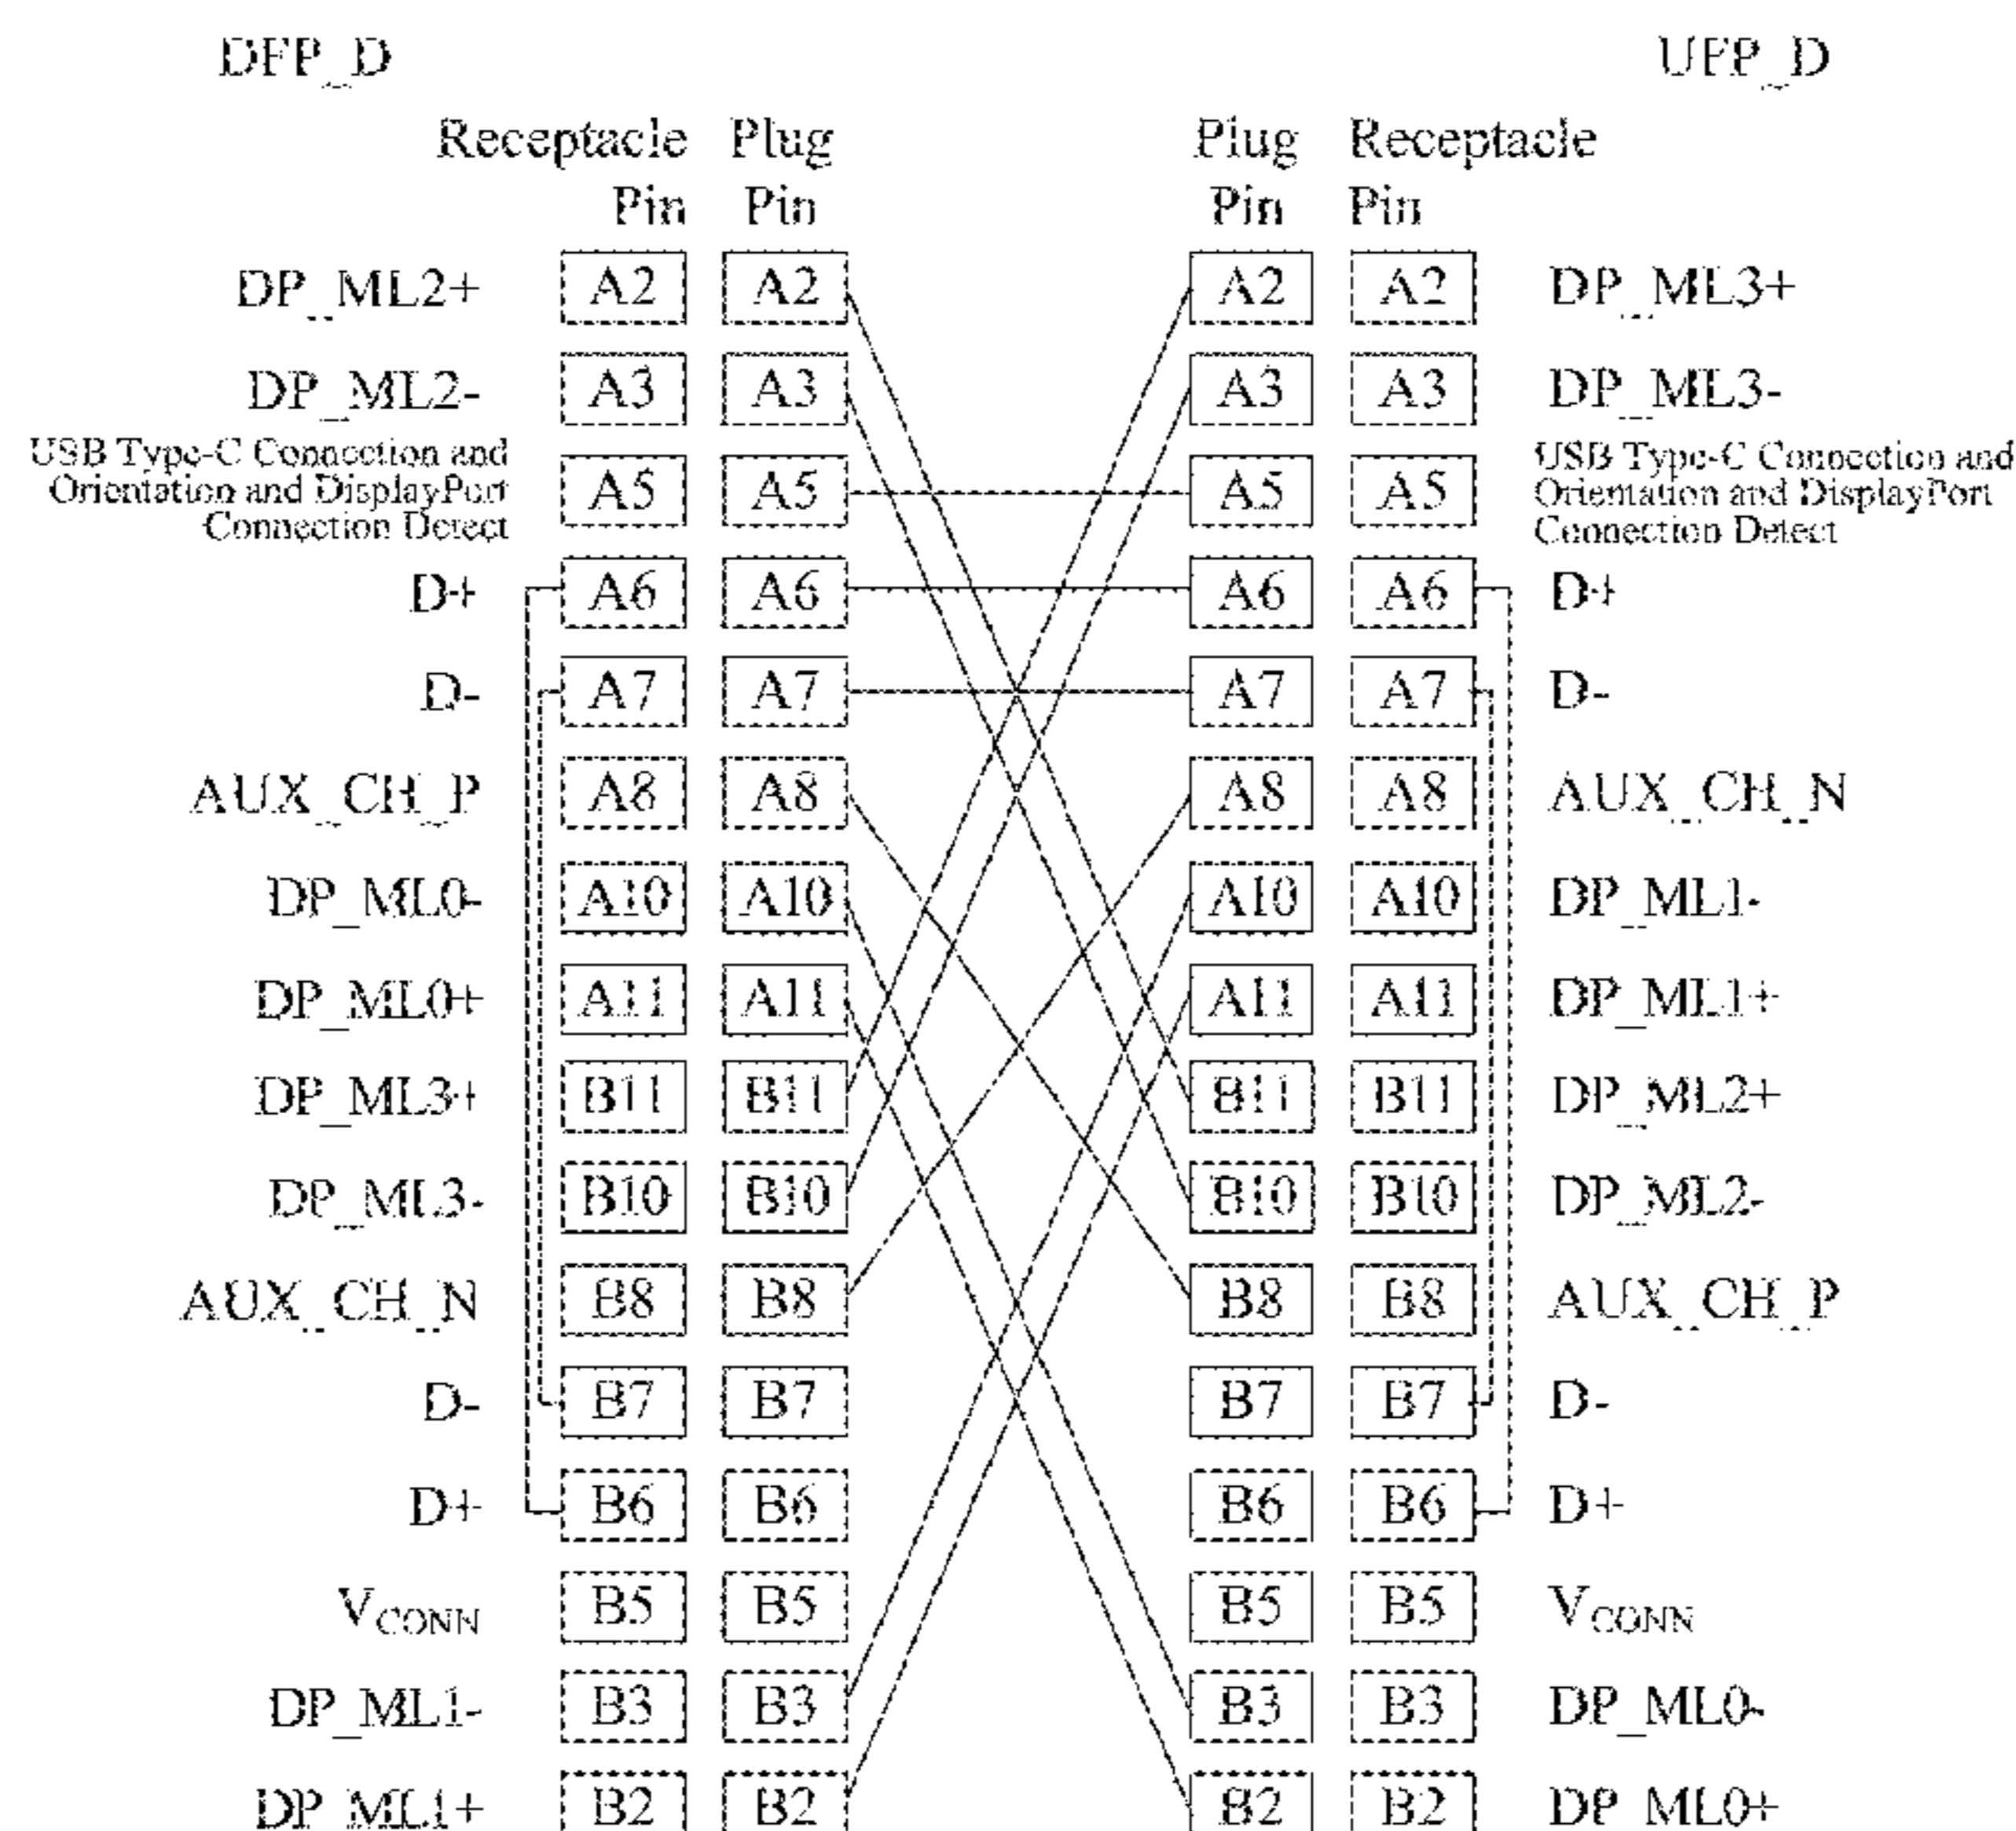 DFP_D UFP_D
Receptacle Plug Plug Receptacle
Pin Pin Pin Pin
DP_ML2+ A2 A2 A2 A2 DP_ML3+
DP_ML2- A3 A3 A3 A3 DP_ML3-
USB Type-C Connection and USB Type-C Connection and
Orientation and DisplayPort A5 A5 A5 A5 Orientation and DisplayPort
Connection Detect Connection Detect
D+ A6 A6 A6 A6 D+
D- A7 A7 A7 A7 D-
AUX_CH_P A8 A8 A8 A8 AUX_CH_N
DP_ML0- A10 A10 A10 A10 DP_ML1-
DP_ML0+ A11 A11 A11 A11 DP_ML1+
DP_ML3+ B11 B11 B11 B11 DP_ML2+
DP_ML3- B10 B10 B10 B10 DP_ML2-
AUX_CH_N B8 B8 B8 B8 AUX_CH_P
D- B7 B7 B7 B7 D-
D+ B6 B6 B6 B6 D+
VCONN B5 B5 B5 B5 VCONN
DP_ML1- B3 B3 B3 B3 DP_ML0-
DP_ML1+ B2 B2 B2 B2 DP_ML0+